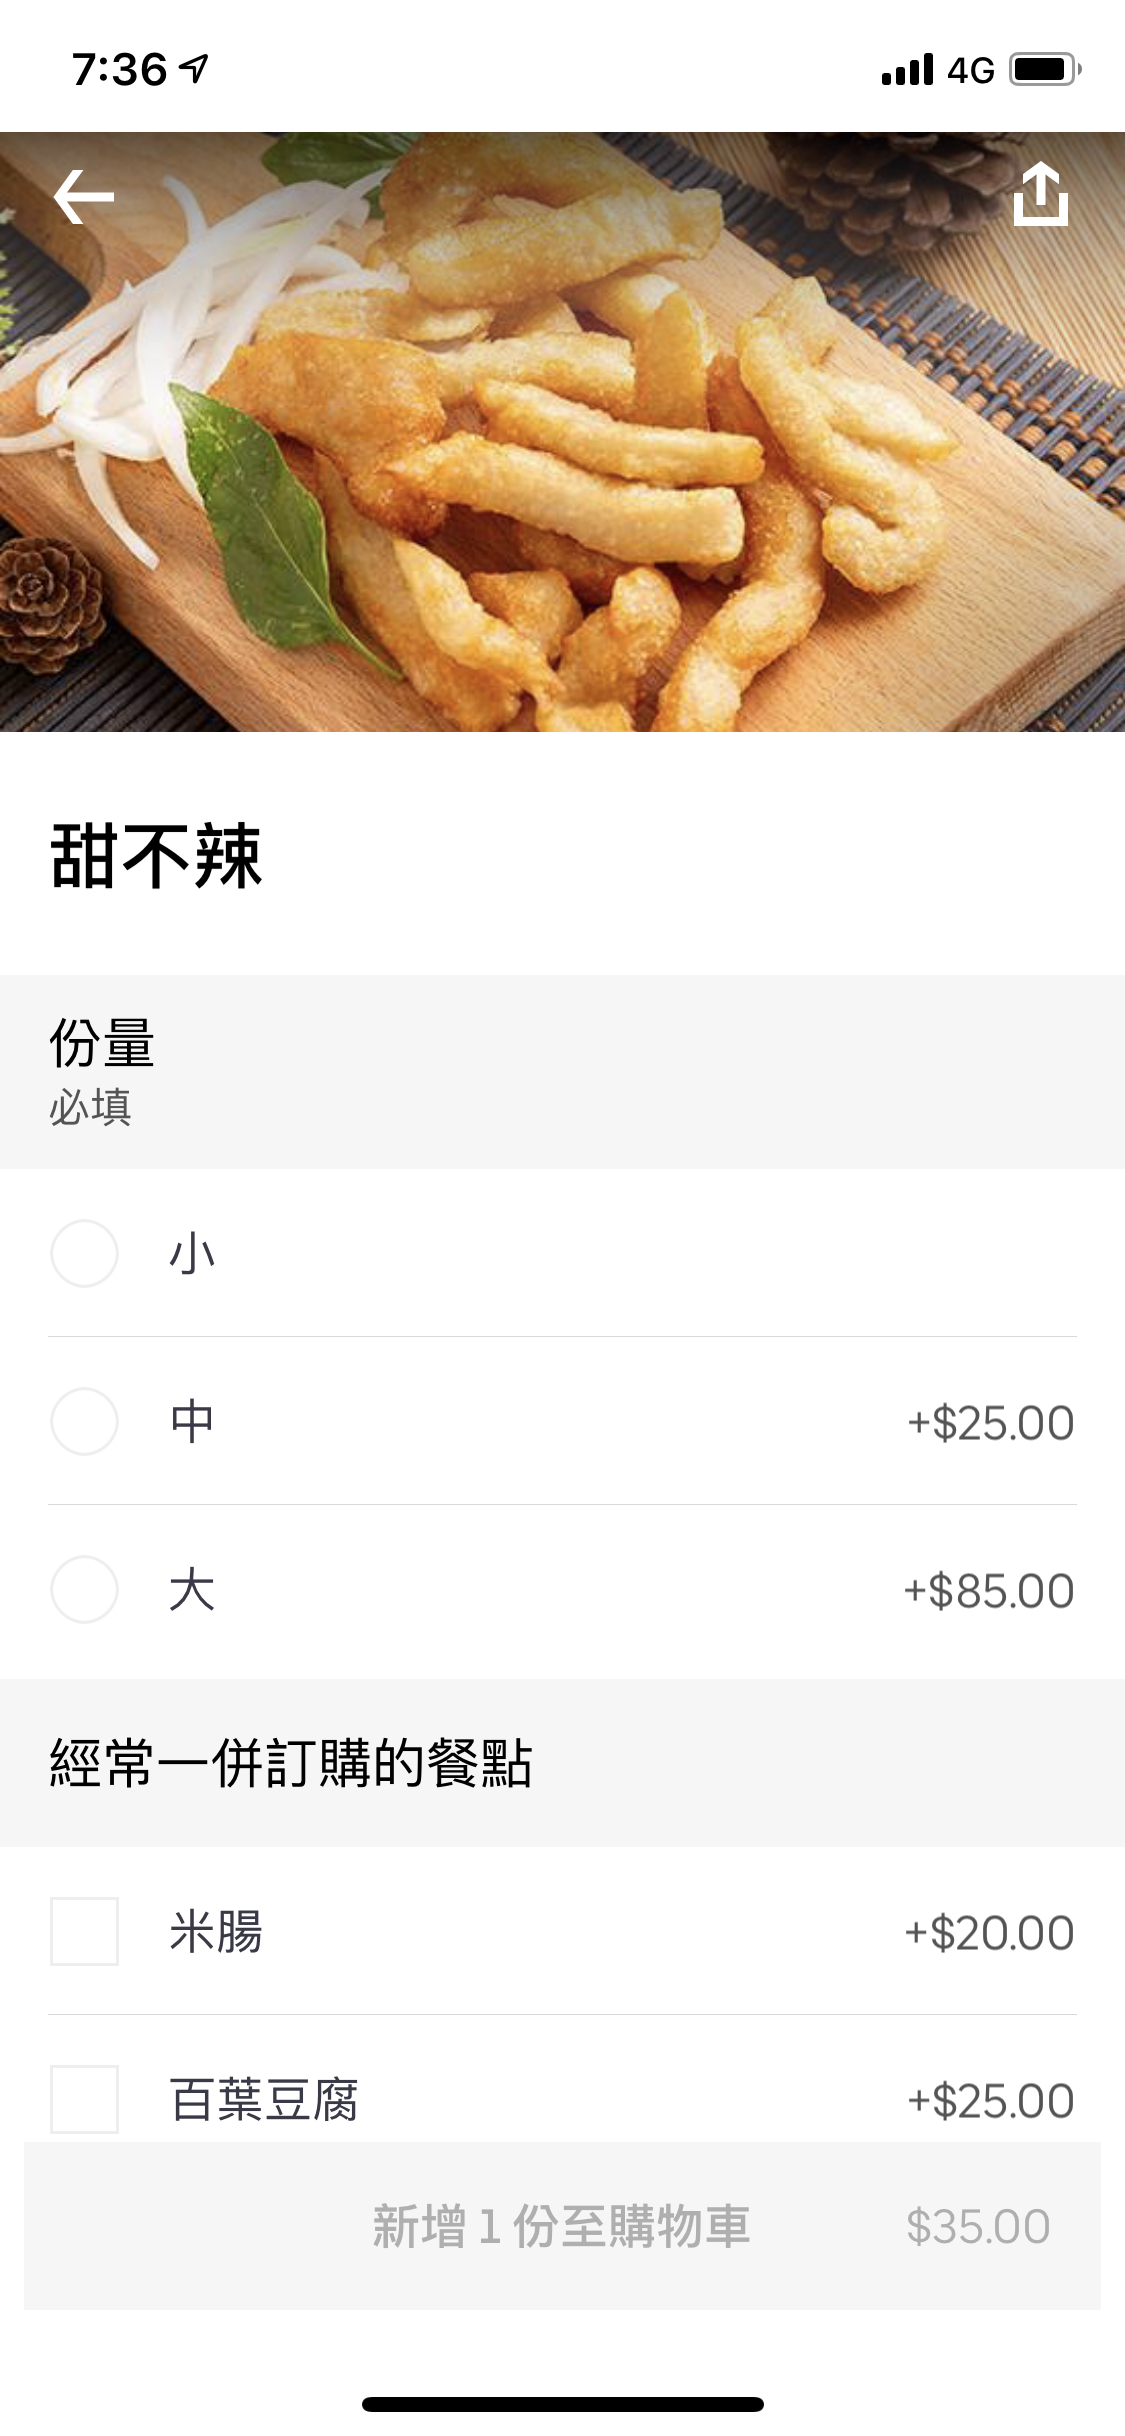 7:36
4G
甜不辣
份量
必填
小
中 +$25.00
大 +$85.00
經常一併訂購的餐點
米腸 +$20.00
百葉豆腐 +$25.00
新增 1 份至購物車 $35.00